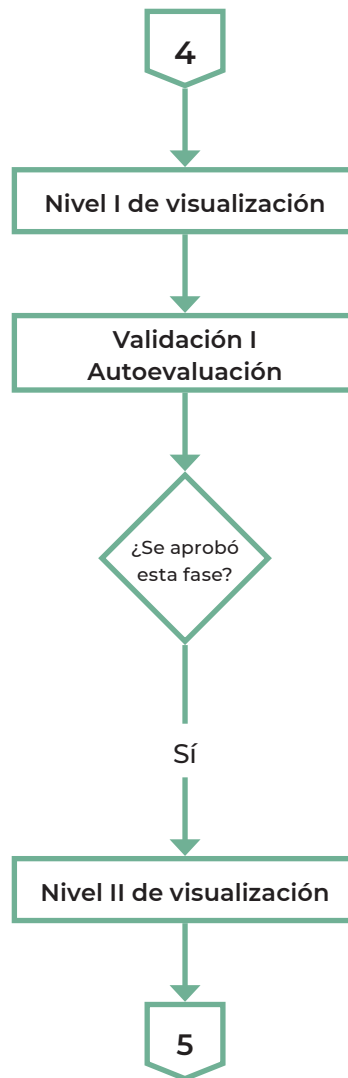 4
Nivel I de visualización
Validación I
Autoevaluación
¿Se aprobó
esta fase?
Sí
Nivel II de visualización
5